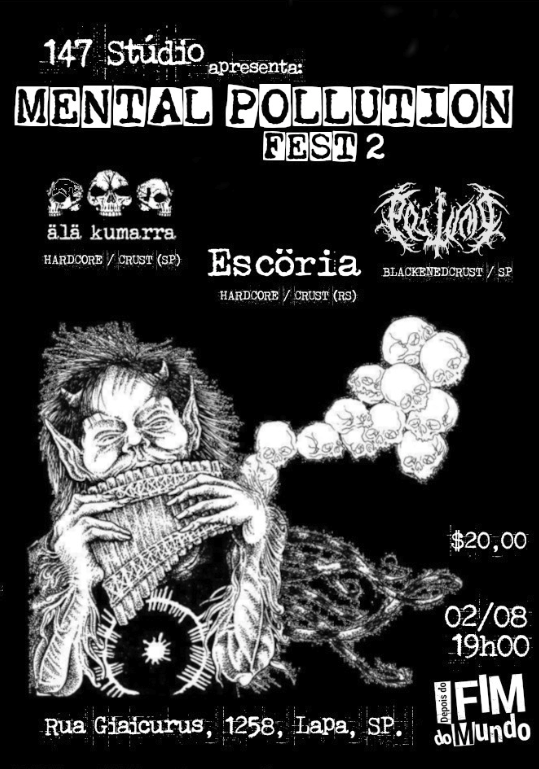 147 Stúdio
apresenta:
MENTAL POLLUTION
FEST 2
älä kumarra
HARDCORE / CRUST (SP)
Escöria
HARDCORE / CRUST (RS)
BLACKENEDCRUST / SP
$20,00
02/08
19h00
Depois do
FIM
do Mundo
Rua Giaicurus, 1258, Lapa, SP.